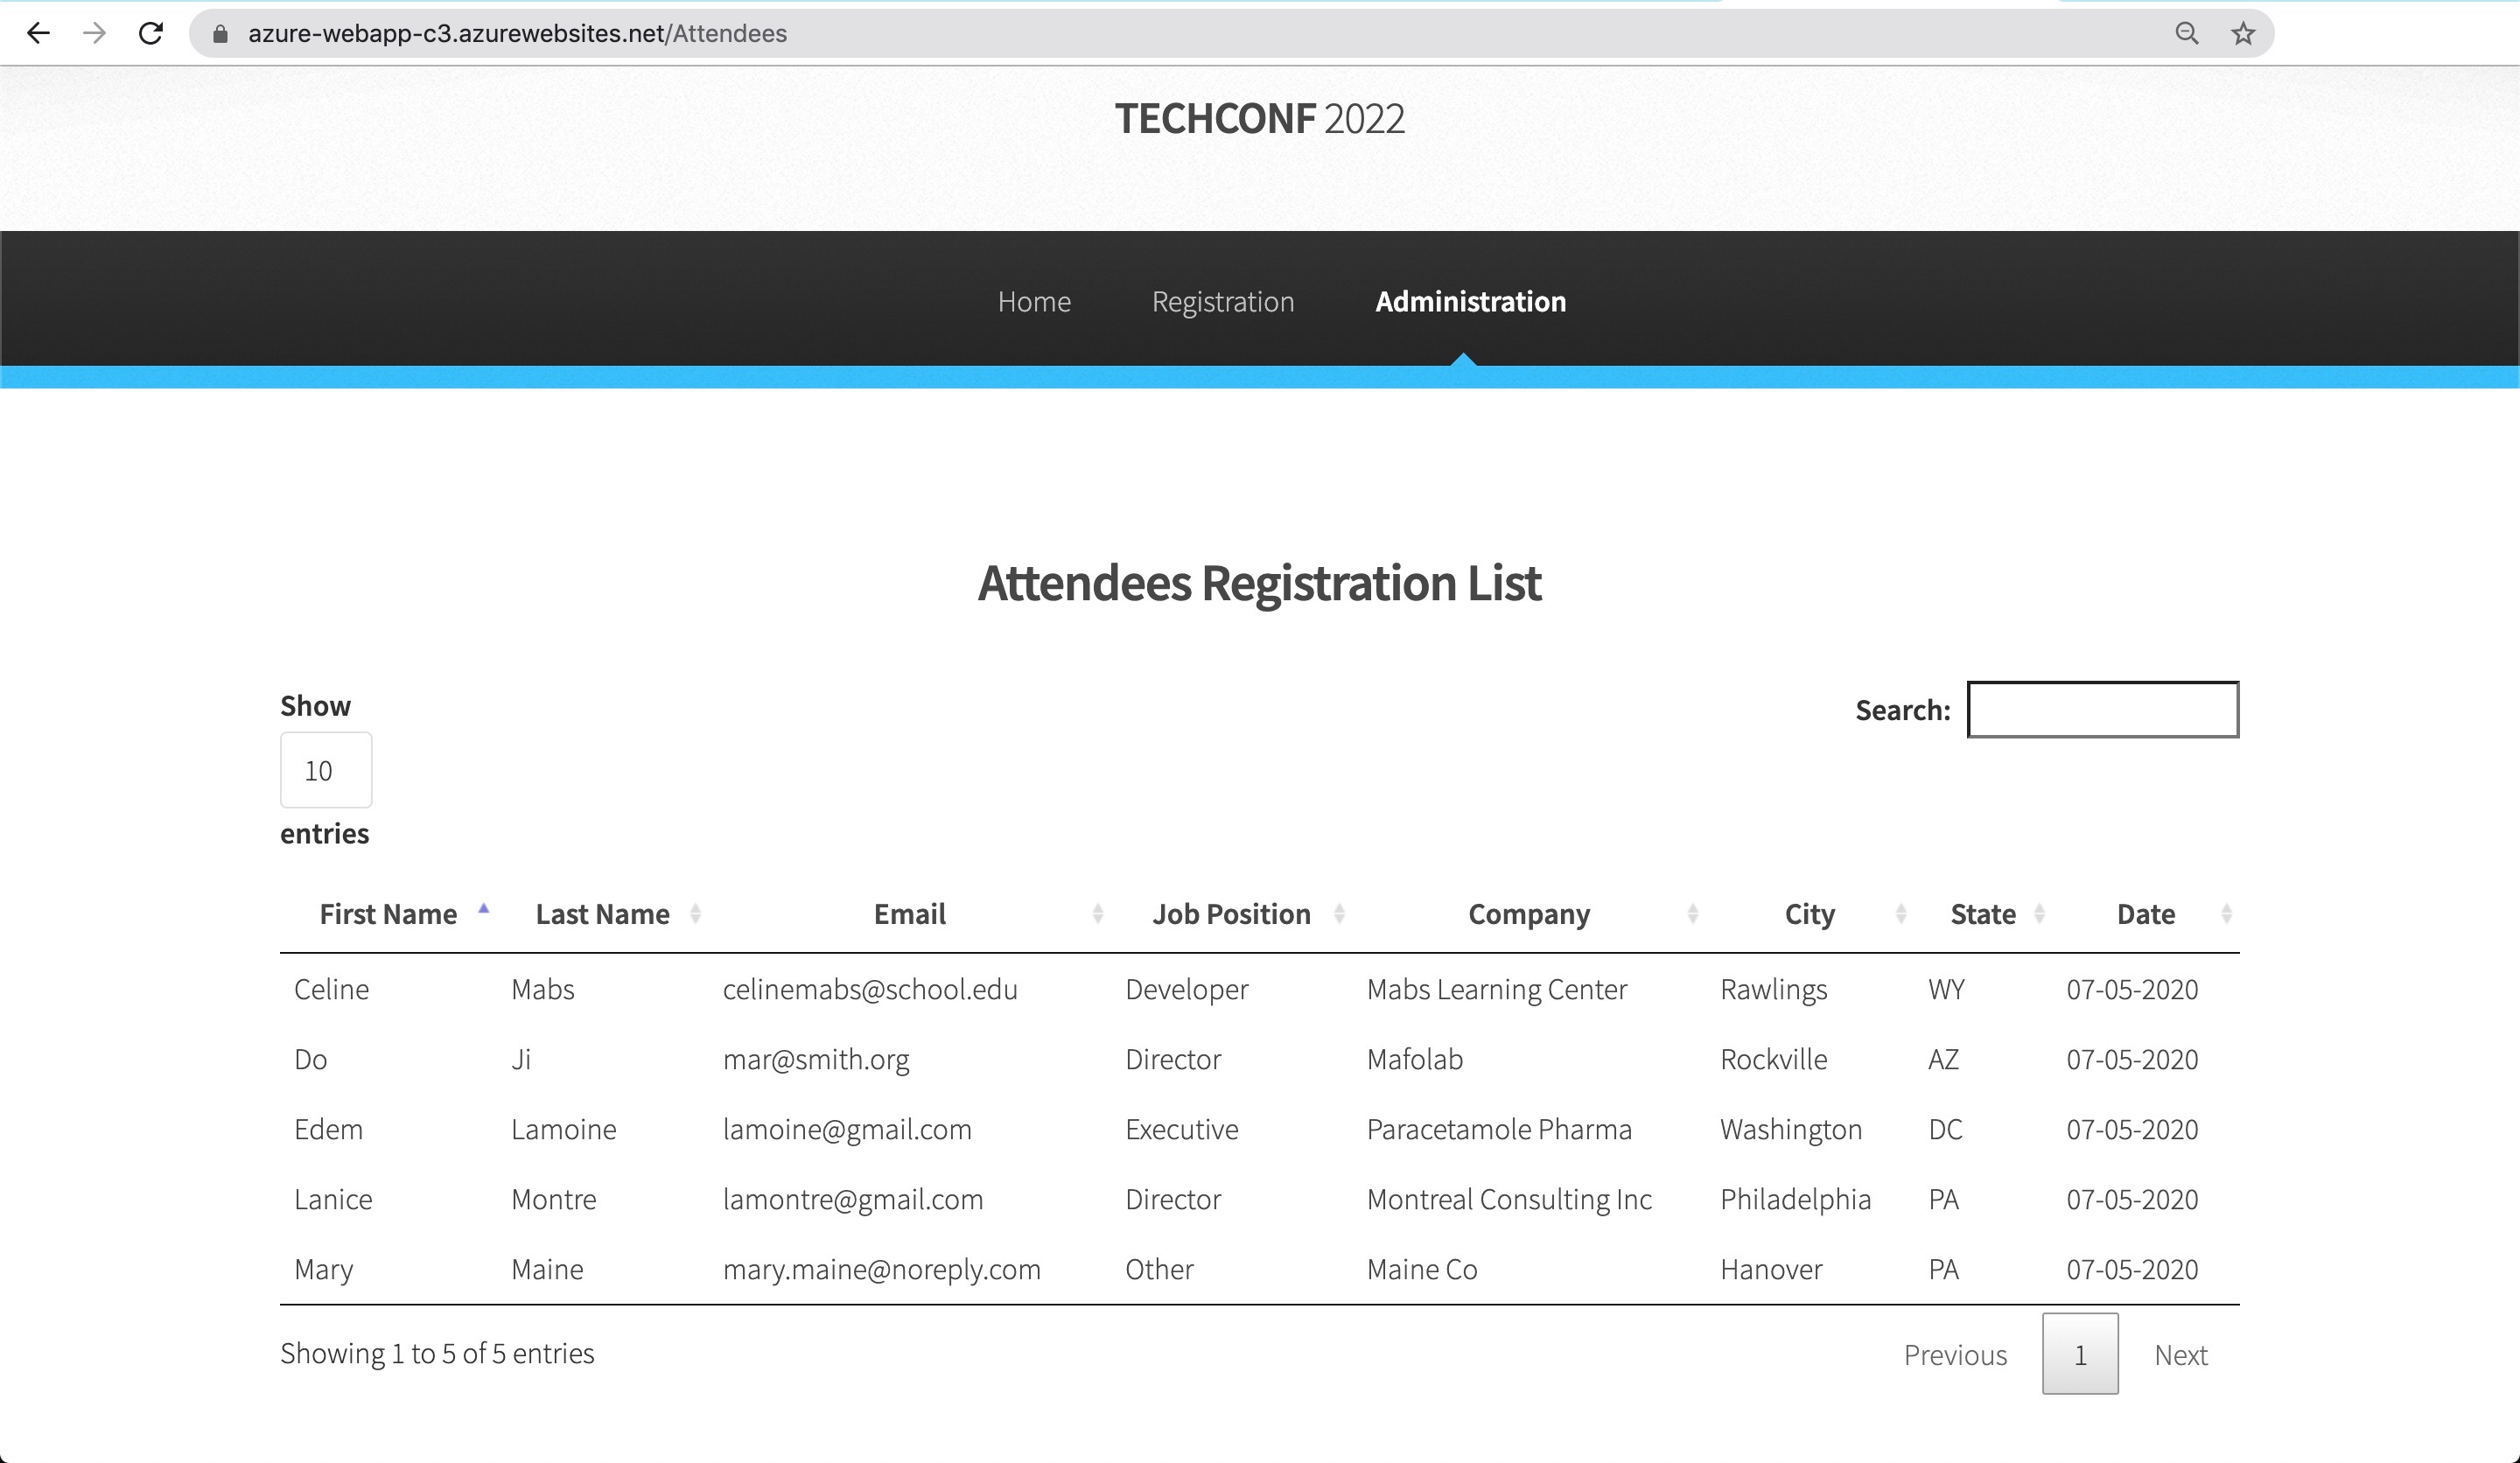 azure-webapp-c3.azurewebsites.net/Attendees
TECHCONF 2022
Home Registration Administration
Attendees Registration List
Show
10
entries
Search:
First Name Last Name Email Job Position Company City State Date
Celine Mabs celinemabs@school.edu Developer Mabs Learning Center Rawlings WY 07-05-2020
Do Ji mar@smith.org Director Mafolab Rockville AZ 07-05-2020
Edem Lamoine lamoine@gmail.com Executive Paracetamole Pharma Washington DC 07-05-2020
Lanice Montre lamontre@gmail.com Director Montreal Consulting Inc Philadelphia PA 07-05-2020
Mary Maine mary.maine@noreply.com Other Maine Co Hanover PA 07-05-2020
Showing 1 to 5 of 5 entries
Previous 1 Next